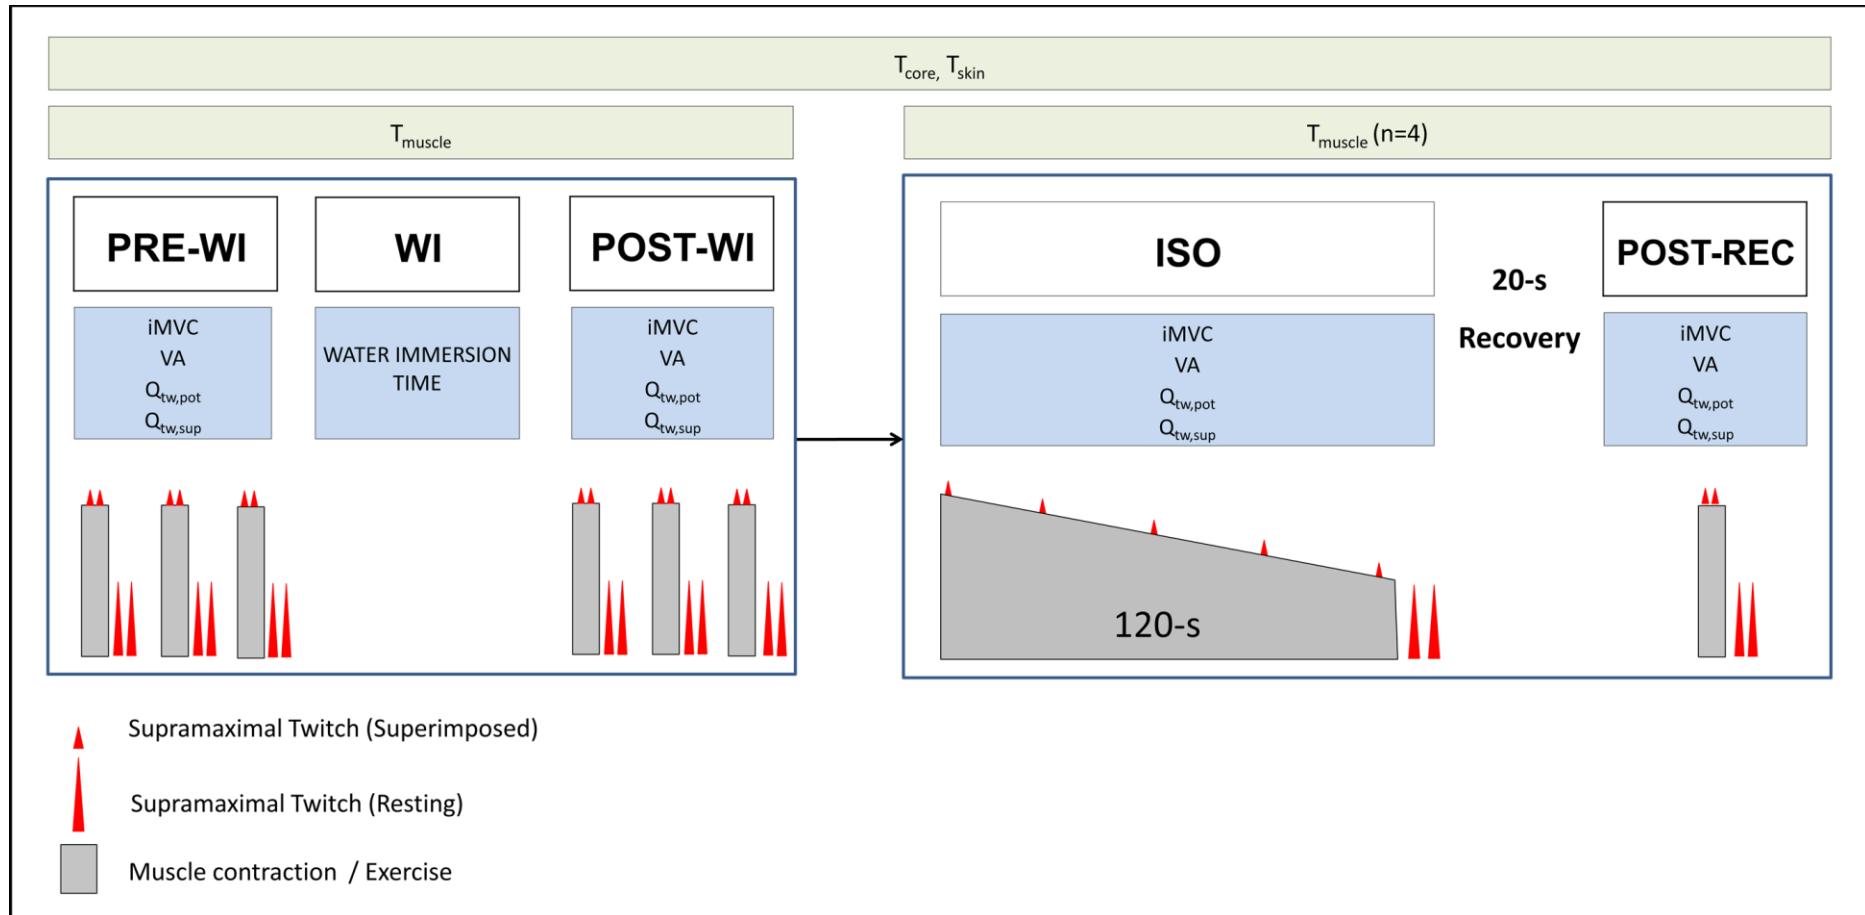 Tcore, Tskin
Tmuscle
Tmuscle (n=4)
PRE-WI
WI
POST-WI
iMVC
VA
Qtw,pot
Qtw,sup
WATER IMMERSION
TIME
iMVC
VA
Qtw,pot
Qtw,sup
ISO
20-s
Recovery
POST-REC
iMVC
VA
Qtw,pot
Qtw,sup
iMVC
VA
Qtw,pot
Qtw,sup
120-s
Supramaximal Twitch (Superimposed)
Supramaximal Twitch (Resting)
Muscle contraction / Exercise